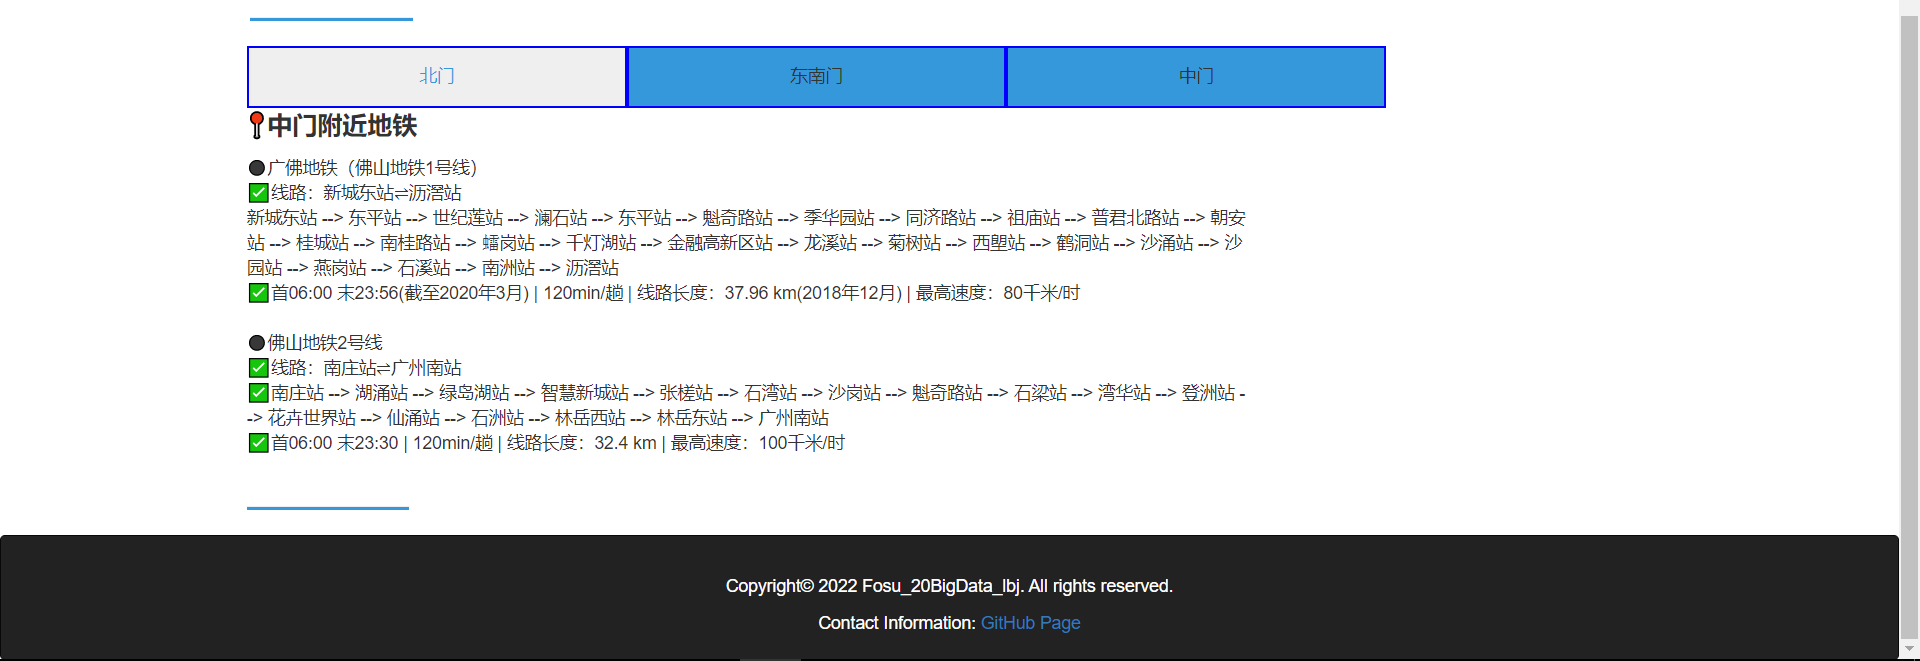 北门
东南门
中门
📍中门附近地铁
⚫广佛地铁（佛山地铁1号线）
✅线路：新城东站⇌沥滘站
新城东站 --> 东平站 --> 世纪莲站 --> 澜石站 --> 东平站 --> 魁奇路站 --> 季华园站 --> 同济路站 --> 祖庙站 --> 普君北路站 --> 朝安
站 --> 桂城站 --> 南桂路站 --> 𧒽岗站 --> 千灯湖站 --> 金融高新区站 --> 龙溪站 --> 菊树站 --> 西塱站 --> 鹤洞站 --> 沙涌站 --> 沙
园站 --> 燕岗站 --> 石溪站 --> 南洲站 --> 沥滘站
✅首06:00 末23:56(截至2020年3月) | 120min/趟 | 线路长度：37.96 km(2018年12月) | 最高速度：80千米/时
⚫佛山地铁2号线
✅线路：南庄站⇌广州南站
✅南庄站 --> 湖涌站 --> 绿岛湖站 --> 智慧新城站 --> 张槎站 --> 石湾站 --> 沙岗站 --> 魁奇路站 --> 石梁站 --> 湾华站 --> 登洲站 -
-> 花卉世界站 --> 仙涌站 --> 石洲站 --> 林岳西站 --> 林岳东站 --> 广州南站
✅首06:00 末23:30 | 120min/趟 | 线路长度：32.4 km | 最高速度：100千米/时
Copyright© 2022 Fosu_20BigData_lbj. All rights reserved.
Contact Information: GitHub Page